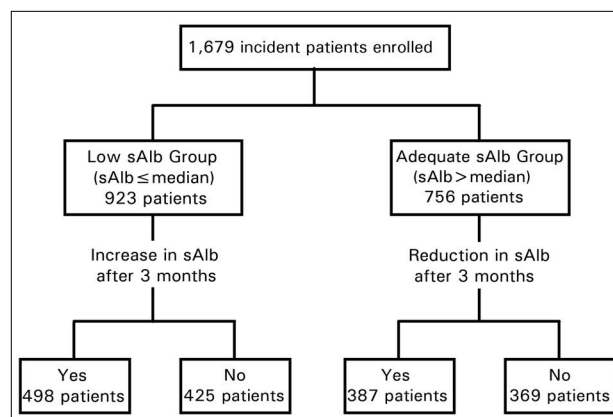 1,679 incident patients enrolled
Low sAlb Group
(sAlb≤median)
923 patients
Adequate sAlb Group
(sAlb>median)
756 patients
Increase in sAlb
after 3 months
Reduction in sAlb
after 3 months
Yes
498 patients
No
425 patients
Yes
387 patients
No
369 patients